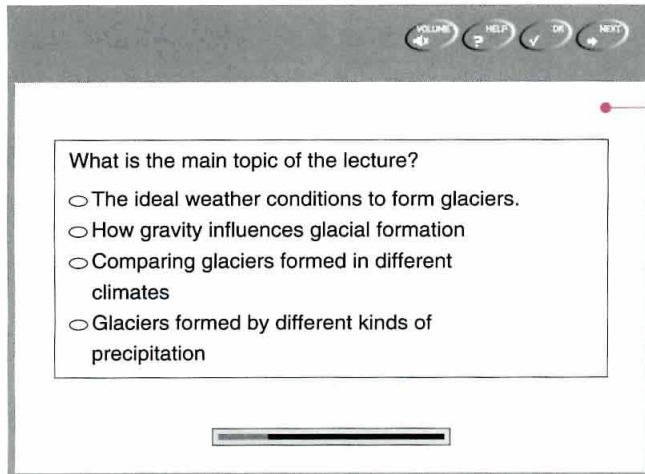 VOLUME HELP OK NEXT
What is the main topic of the lecture?
The ideal weather conditions to form glaciers.
How gravity influences glacial formation
Comparing glaciers formed in different
climates
Glaciers formed by different kinds of
precipitation